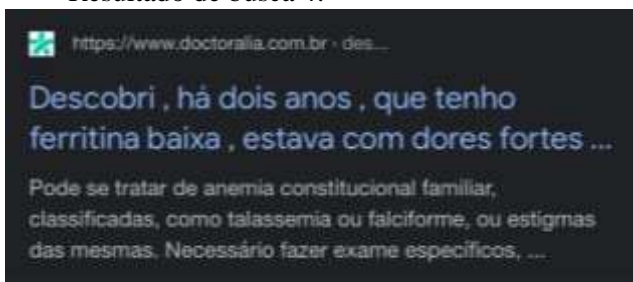 Resultado de busca 4:
https://www.doctoralia.com.br › des...
Descobri , há dois anos , que tenho
ferritina baixa , estava com dores fortes ...
Pode se tratar de anemia constitucional familiar,
classificadas, como talassemia ou falciforme, ou estigmas
das mesmas. Necessário fazer exame específicos, ...